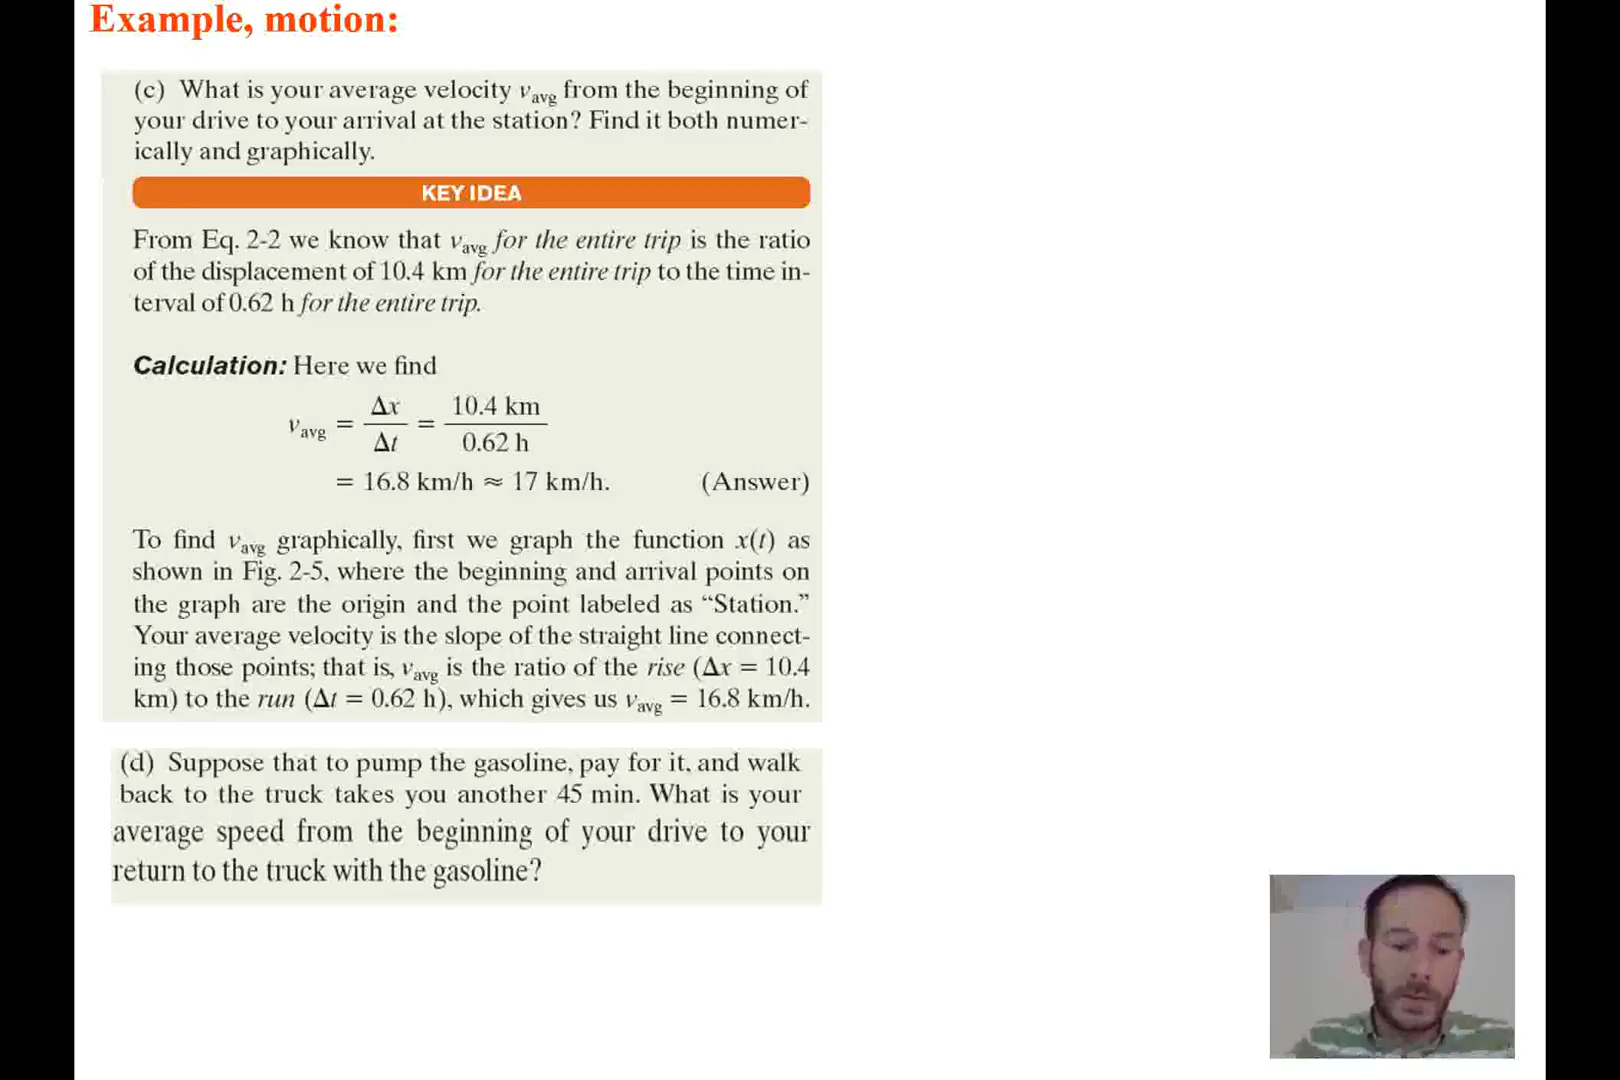 Example, motion:
(c) What is your average velocity vavg from the beginning of
your drive to your arrival at the station? Find it both numer-
ically and graphically.
KEY IDEA
From Eq. 2-2 we know that vavg for the entire trip is the ratio
of the displacement of 10.4 km for the entire trip to the time in-
terval of 0.62 h for the entire trip.
Calculation: Here we find
vavg = Δx/Δt = 10.4 km/0.62 h
= 16.8 km/h ≈ 17 km/h. (Answer)
To find vavg graphically, first we graph the function x(t) as
shown in Fig. 2-5, where the beginning and arrival points on
the graph are the origin and the point labeled as “Station.”
Your average velocity is the slope of the straight line connect-
ing those points; that is, vavg is the ratio of the rise (Δx = 10.4
km) to the run (Δt = 0.62 h), which gives us vavg = 16.8 km/h.
(d) Suppose that to pump the gasoline, pay for it, and walk
back to the truck takes you another 45 min. What is your
average speed from the beginning of your drive to your
return to the truck with the gasoline?